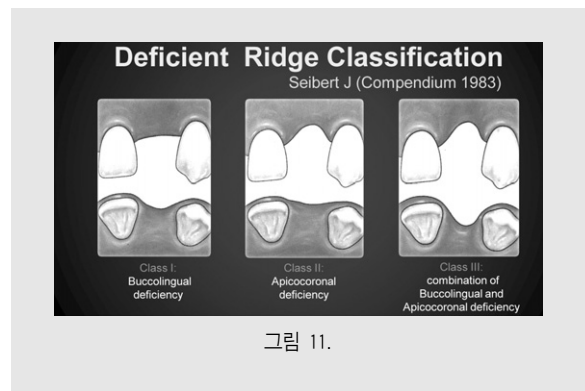 Deficient Ridge Classification
Seibert J (Compendium 1983)
Class I:
Buccolingual
deficiency
Class II:
Apicocoronal
deficiency
Class III:
combination of
Buccolingual and
Apicocoronal deficiency
그림 11.